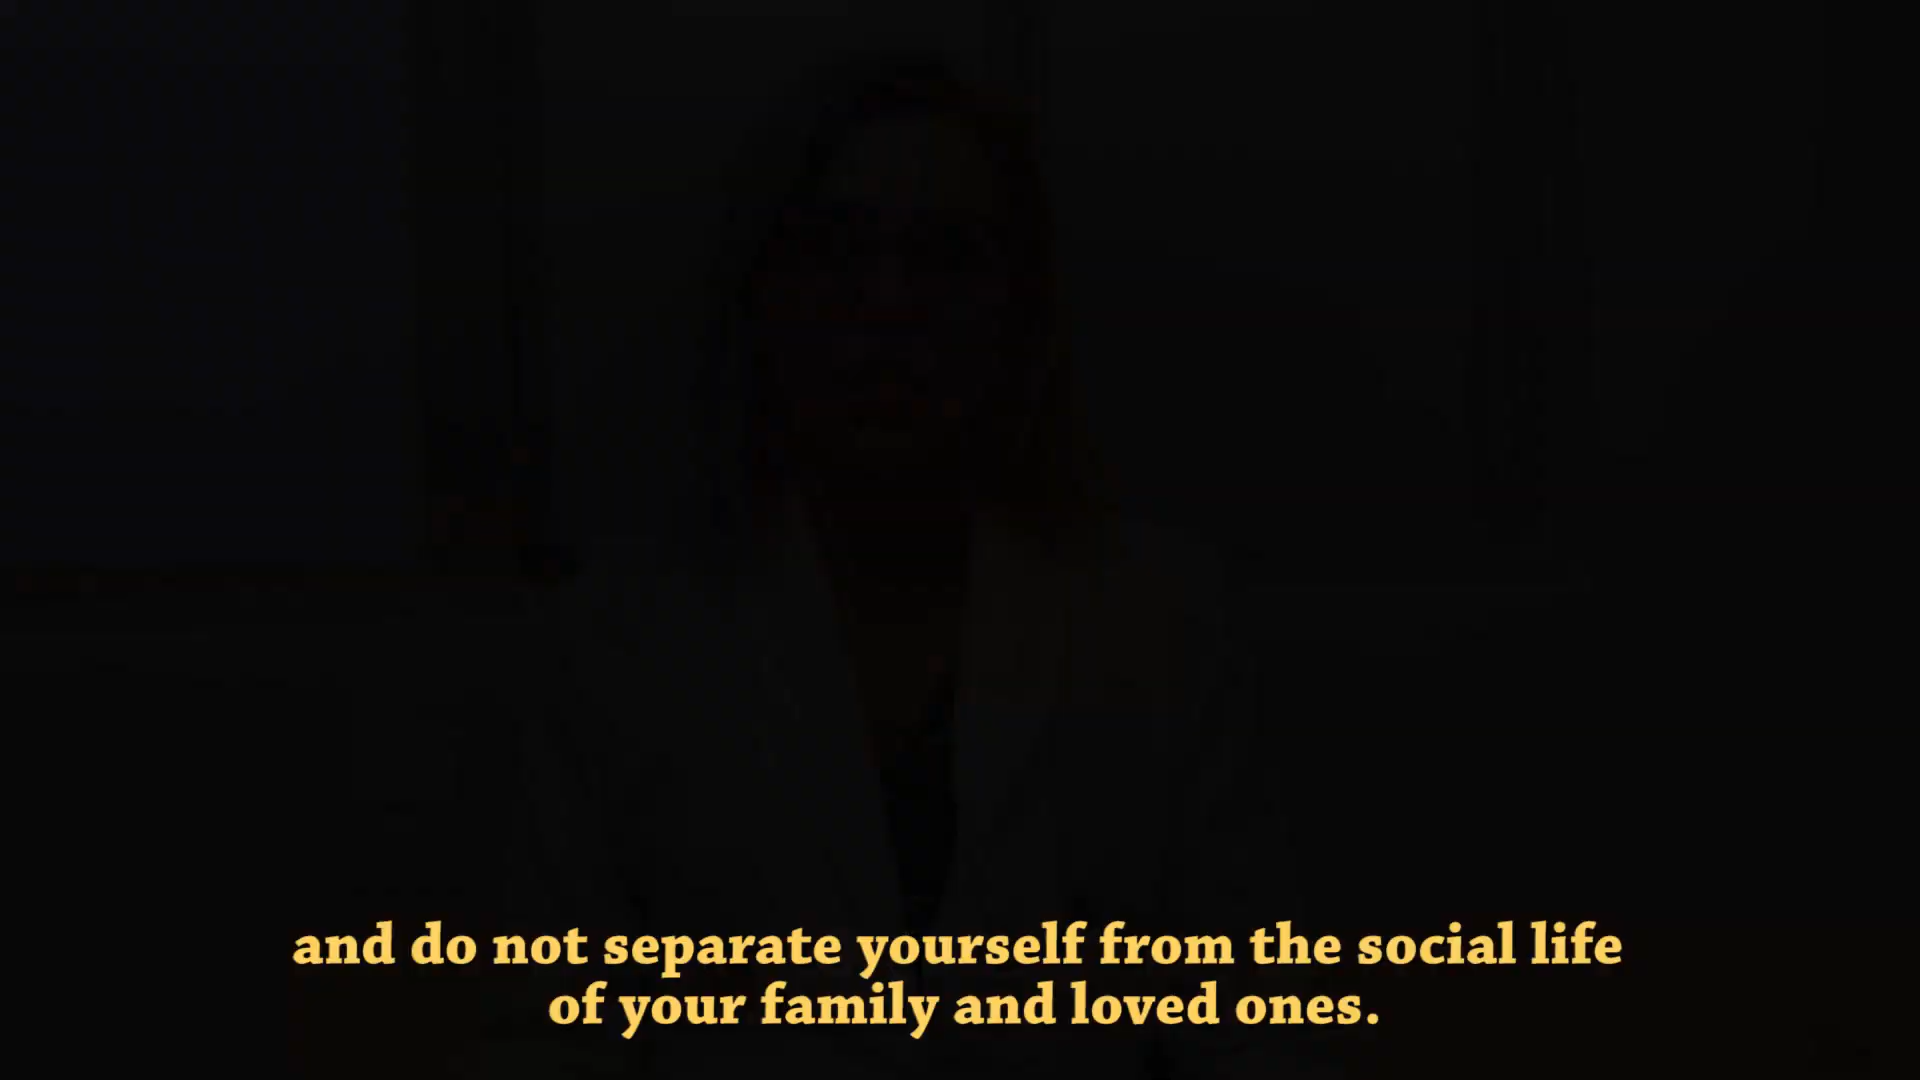 and do not separate yourself from the social life
of your family and loved ones.